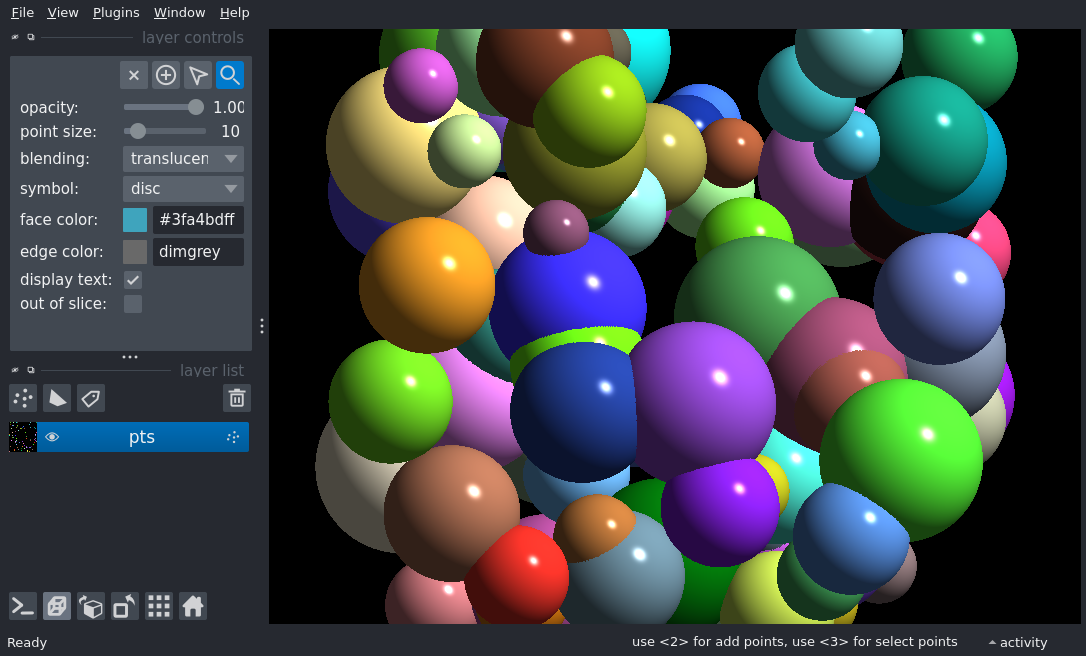 File View Plugins Window Help
layer controls
opacity: 1.00
point size: 10
blending: translucen
symbol: disc
face color: #3fa4bdff
edge color: dimgrey
display text:
out of slice:
layer list
pts
Ready use <2> for add points, use <3> for select points activity